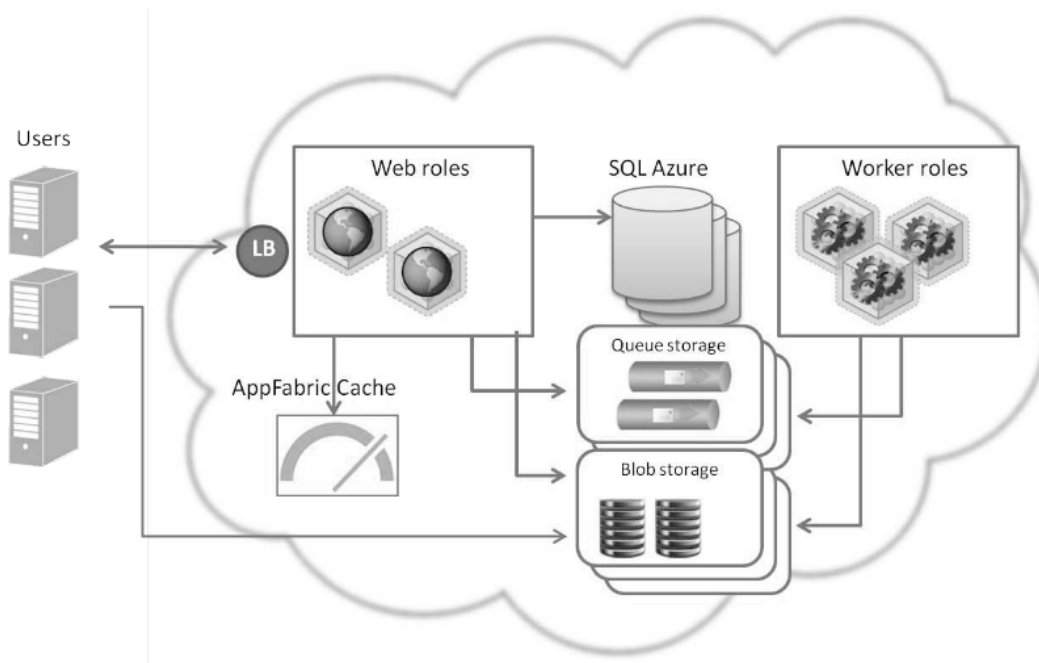 Users
Web roles
SQL Azure
Worker roles
LB
Queue storage
AppFabric Cache
Blob storage